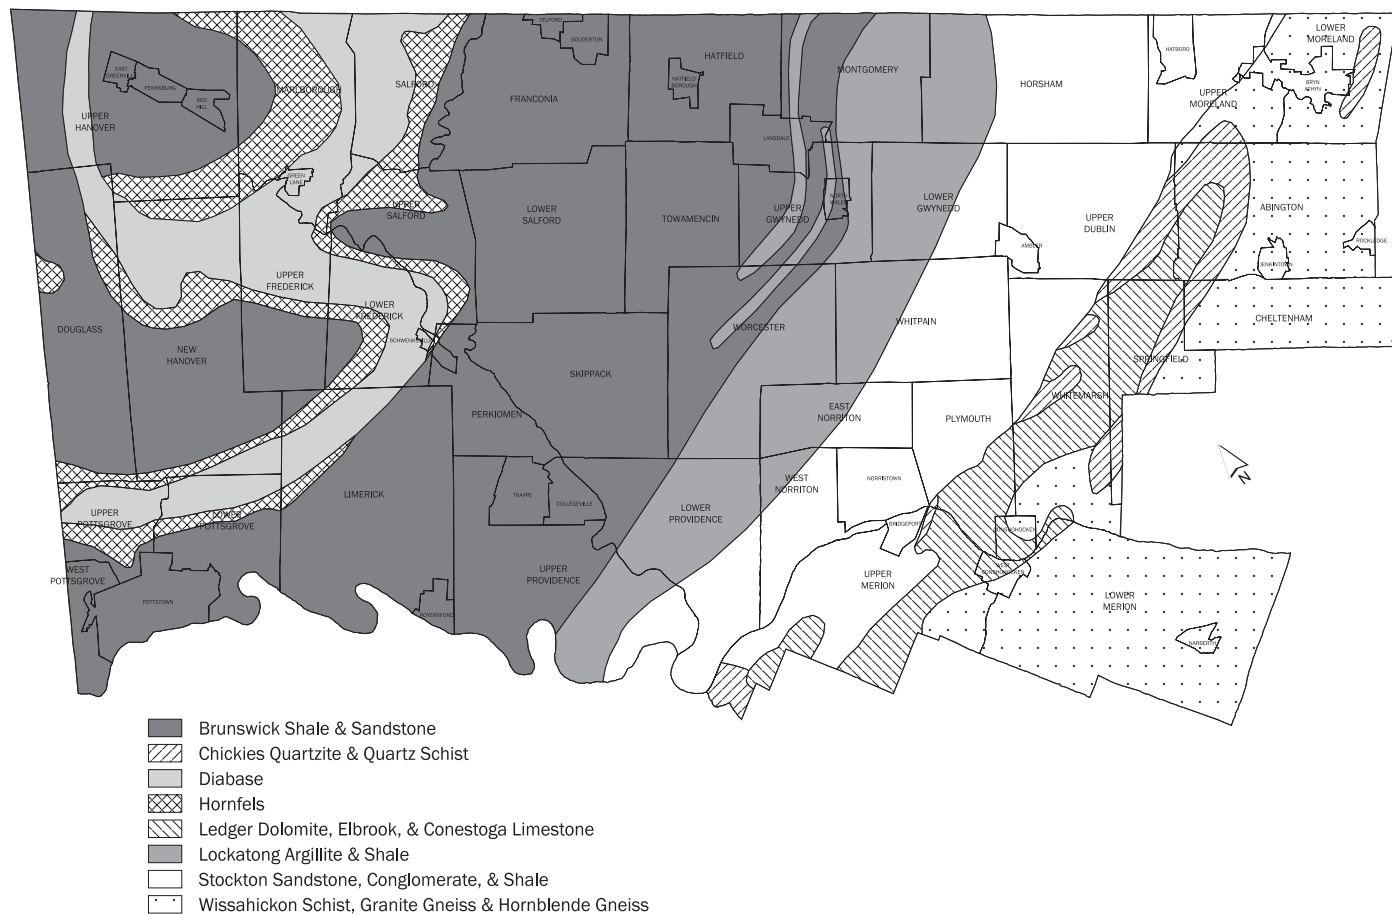 TELFORD
SOUDERTON
HATFIELD
LOWER
MORELAND
HATBORO
EAST
GREENVILLE
PENNSBURG
RED
HILL
MARLBOROUGH
SALFORD
FRANCONIA
HATFIELD
BOROUGH
MONTGOMERY
HORSHAM
UPPER
MORELAND
BRYN
ATHYN
UPPER
HANOVER
LANSDALE
GREEN
LANE
UPPER
SALFORD
LOWER
SALFORD
TOWAMENCIN
UPPER
GWYNEDD
NORTH
WALES
LOWER
GWYNEDD
UPPER
DUBLIN
ABINGTON
AMBLER
JENKINTOWN
ROCKLEDGE
UPPER
FREDERICK
LOWER
FREDERICK
DOUGLASS
NEW
HANOVER
SCHWENKSVILLE
WORCESTER
WHITPAIN
CHELTENHAM
SPRINGFIELD
SKIPPACK
PERKIOMEN
EAST
NORRITON
PLYMOUTH
WHITEMARSH
LIMERICK
TRAPPE
COLLEGEVILLE
WEST
NORRITON
NORRISTOWN
N
UPPER
POTTSGROVE
LOWER
POTTSGROVE
LOWER
PROVIDENCE
BRIDGEPORT
CONSHOHOCKEN
WEST
POTTSGROVE
UPPER
PROVIDENCE
UPPER
MERION
WEST
CONSHOHOCKEN
POTTSTOWN
ROYERSFORD
LOWER
MERION
NARBERTH
Brunswick Shale & Sandstone
Chickies Quartzite & Quartz Schist
Diabase
Hornfels
Ledger Dolomite, Elbrook, & Conestoga Limestone
Lockatong Argillite & Shale
Stockton Sandstone, Conglomerate, & Shale
Wissahickon Schist, Granite Gneiss & Hornblende Gneiss